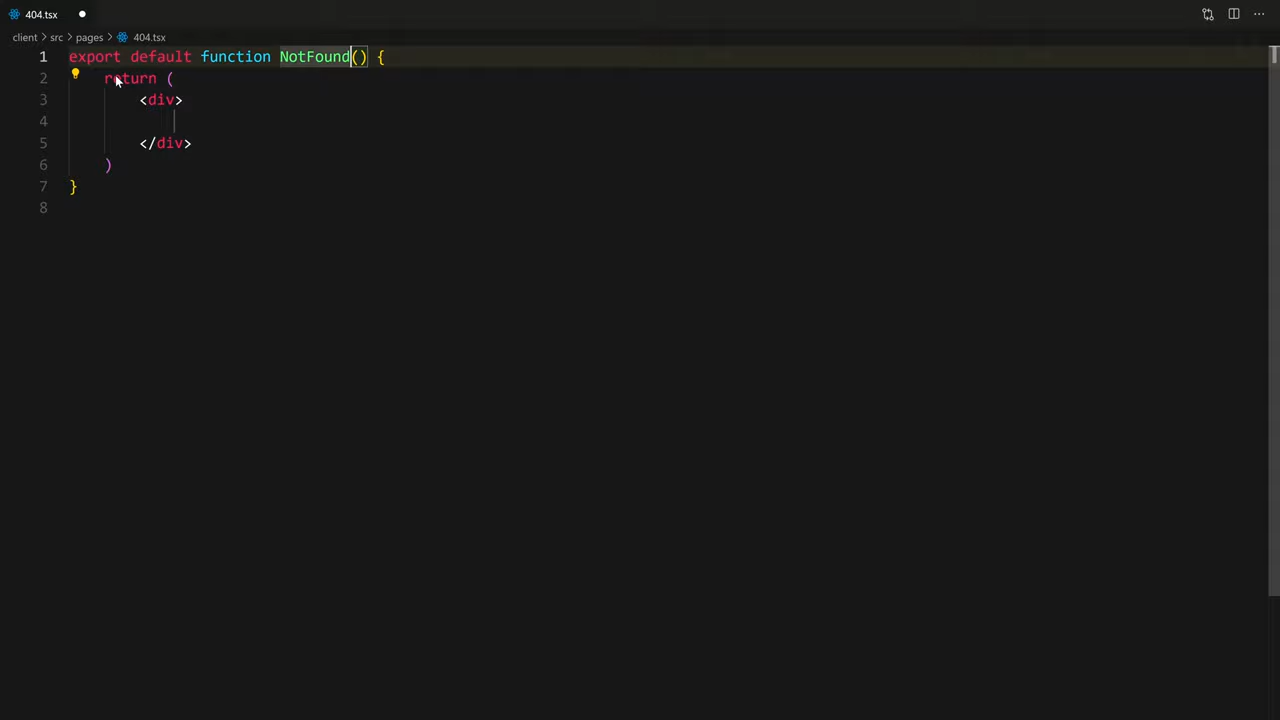 404.tsx
client > src > pages > 404.tsx
1 export default function NotFound() {
2     return (
3         <div>
4
5         </div>
6     )
7 }
8